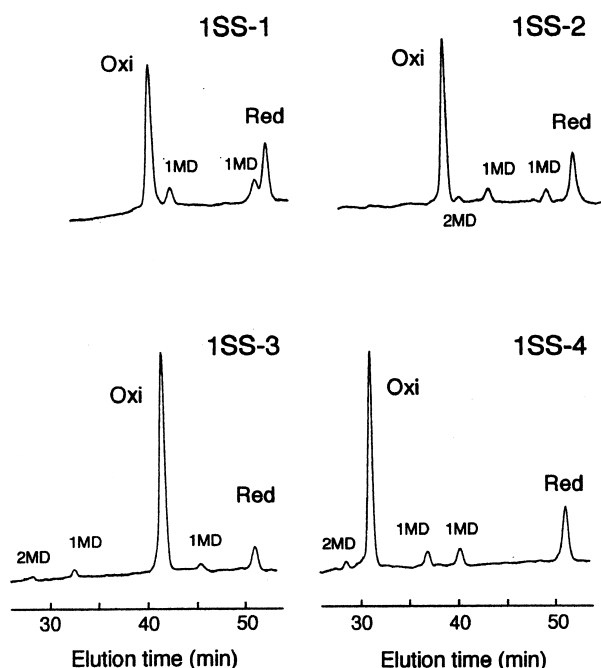 1SS-1
Oxi
1MD
1MD
Red
1SS-2
Oxi
2MD
1MD
1MD
Red
1SS-3
Oxi
2MD
1MD
1MD
Red
30 40 50
Elution time (min)
1SS-4
Oxi
2MD
1MD
1MD
Red
30 40 50
Elution time (min)